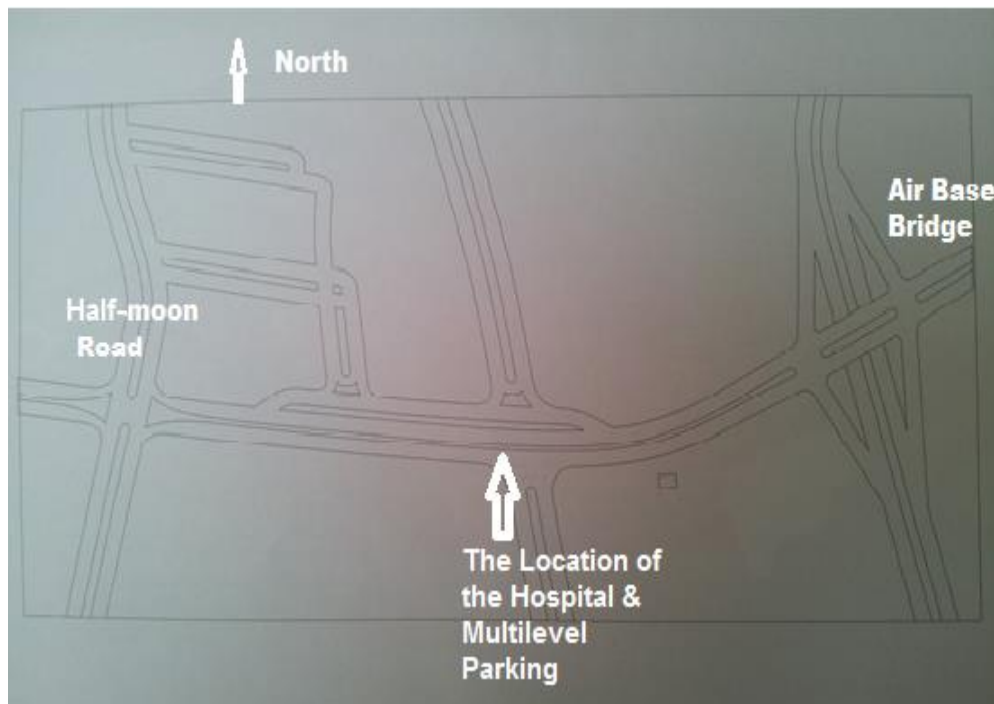 North
Air Base
Bridge
Half-moon
Road
The Location of
the Hospital &
Multilevel
Parking